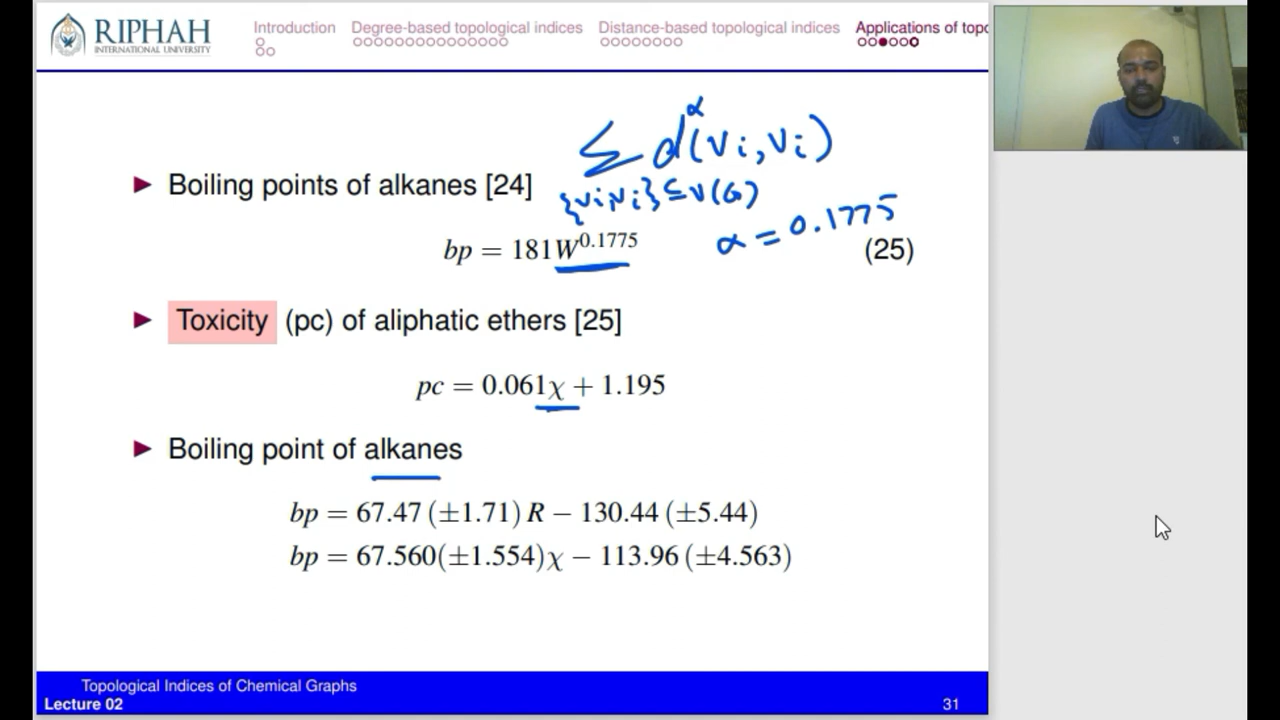 RIPHAH
INTERNATIONAL UNIVERSITY
Introduction
Degree-based topological indices
Distance-based topological indices
Applications of topo
∑ d^α(vi,vi)
{vi,vi}⊆V(G)
α = 0.1775
▶ Boiling points of alkanes [24]
bp = 181W^0.1775
(25)
▶ Toxicity (pc) of aliphatic ethers [25]
pc = 0.061χ + 1.195
▶ Boiling point of alkanes
bp = 67.47 (±1.71) R − 130.44 (±5.44)
bp = 67.560(±1.554)χ − 113.96 (±4.563)
Topological Indices of Chemical Graphs
Lecture 02
31